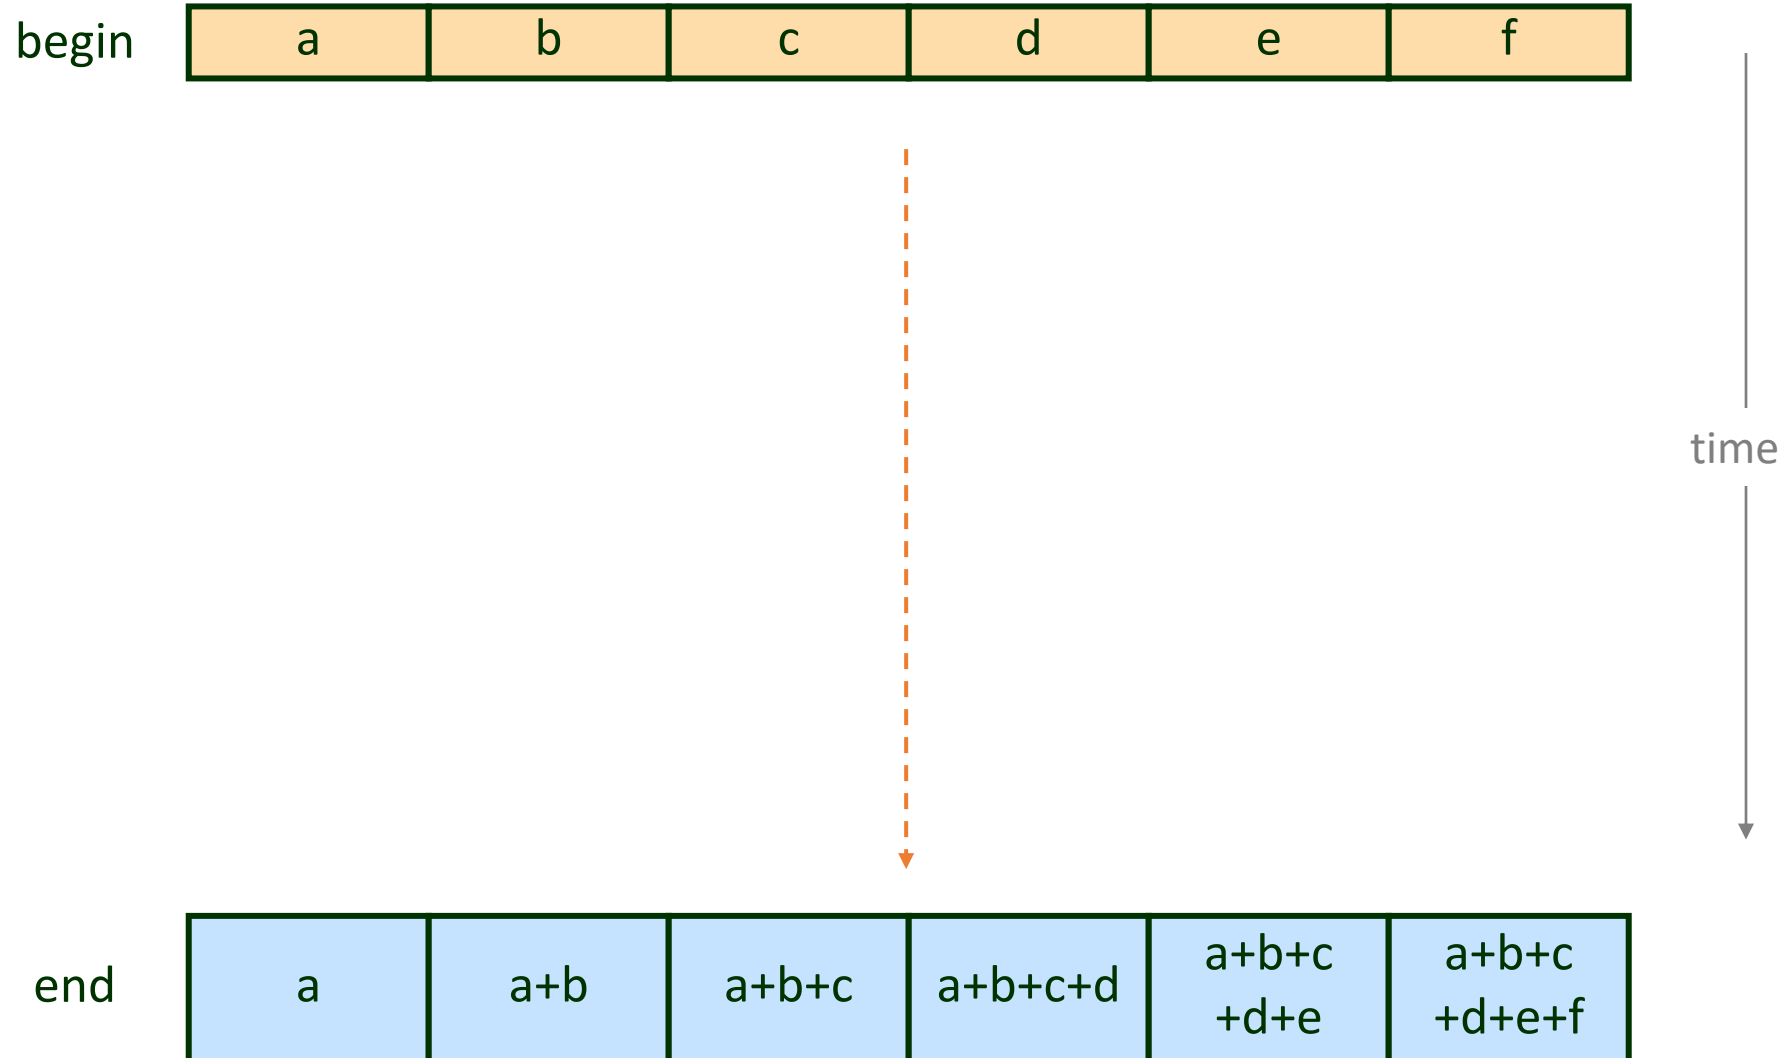 begin a b c d e f
time
end a a+b a+b+c a+b+c+d a+b+c a+b+c
+d+e +d+e+f